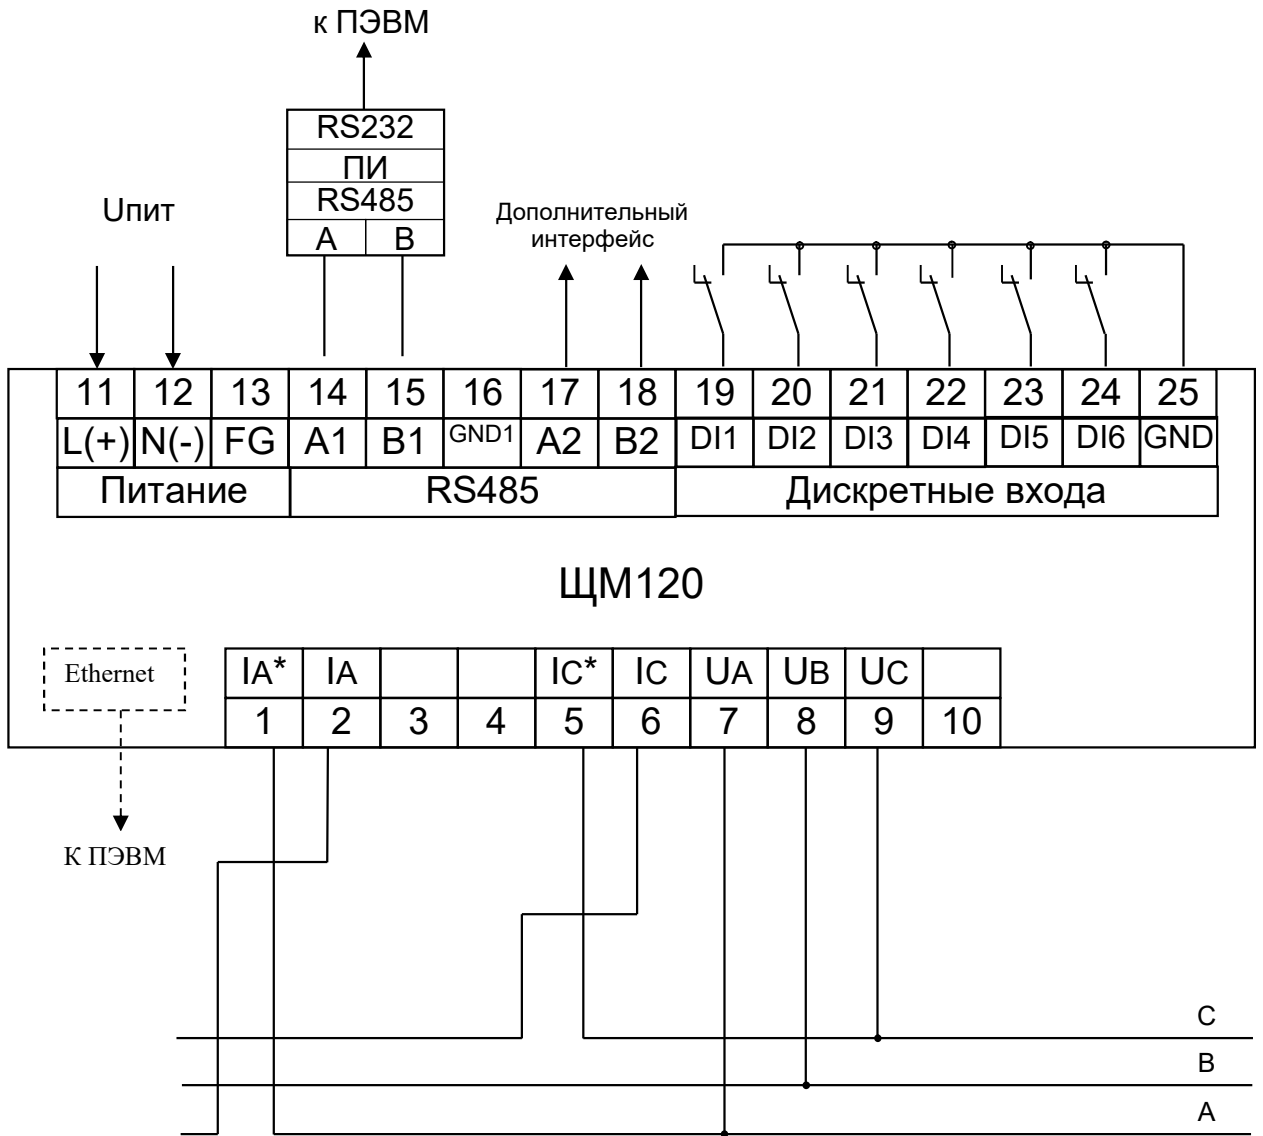 к ПЭВМ
RS232
ПИ
RS485
A B
Uпит
Дополнительный
интерфейс
11 12 13 14 15 16 17 18 19 20 21 22 23 24 25
L(+) N(-) FG A1 B1 GND1 A2 B2 DI1 DI2 DI3 DI4 DI5 DI6 GND
Питание RS485 Дискретные входа
ЩМ120
Ethernet
IA* IA IC* IC UA UB UC
1 2 3 4 5 6 7 8 9 10
К ПЭВМ
C
B
A